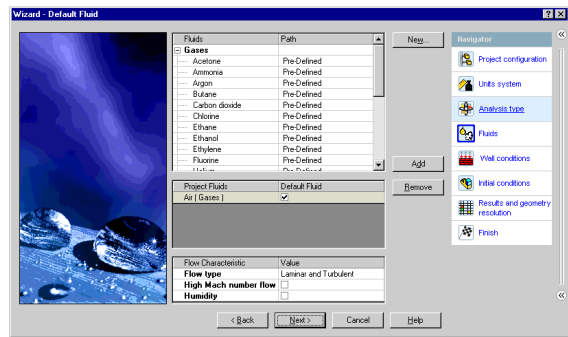 Wizard - Default Fluid
Fluids Path
Gases
Acetone Pre-Defined
Ammonia Pre-Defined
Argon Pre-Defined
Butane Pre-Defined
Carbon dioxide Pre-Defined
Chlorine Pre-Defined
Ethane Pre-Defined
Ethanol Pre-Defined
Ethylene Pre-Defined
Fluorine Pre-Defined
Helium Pre-Defined
New...
Add
Remove
Project Fluids Default Fluid
Air ( Gases )
Flow Characteristic Value
Flow type Laminar and Turbulent
High Mach number flow
Humidity
< Back Next > Cancel Help
Navigator
Project configuration
Units system
Analysis type
Fluids
Wall conditions
Initial conditions
Results and geometry
resolution
Finish